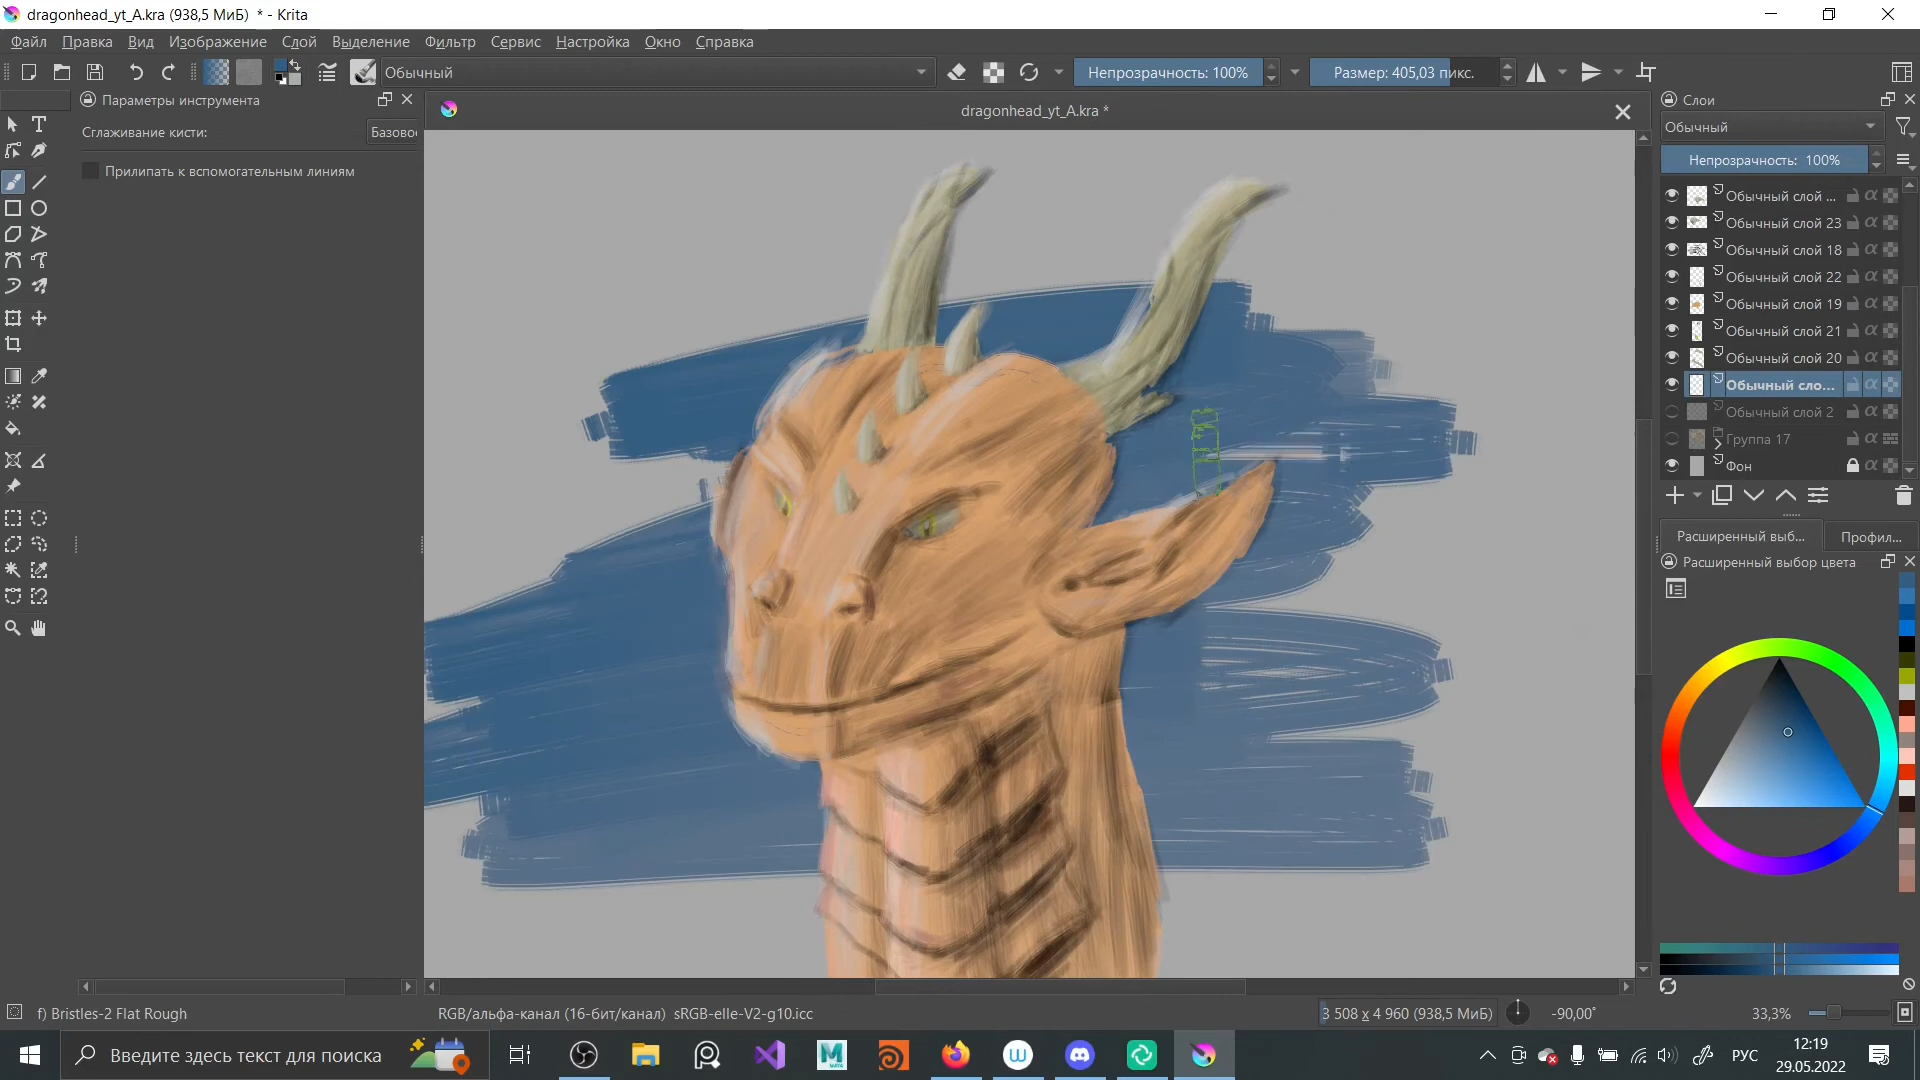 dragonhead_yt_A.kra (938,5 МиБ) * - Krita
Файл Правка Вид Изображение Слой Выделение Фильтр Сервис Настройка Окно Справка
Обычный Непрозрачность: 100% Размер: 405,03 пикс.
Параметры инструмента
dragonhead_yt_A.kra *
Слои
Сглаживание кисти: Базовое
Обычный
Прилипать к вспомогательным линиям
Непрозрачность: 100%
Обычный слой ...
Обычный слой 23
Обычный слой 18
Обычный слой 22
Обычный слой 19
Обычный слой 21
Обычный слой 20
Обычный сло...
Обычный слой 2
Группа 17
Фон
Расширенный выб... Профил...
Расширенный выбор цвета
f) Bristles-2 Flat Rough
RGB/альфа-канал (16-бит/канал) sRGB-elle-V2-g10.icc
3 508 x 4 960 (938,5 МиБ)
-90,00°
33,3%
Введите здесь текст для поиска
РУС
12:19
29.05.2022